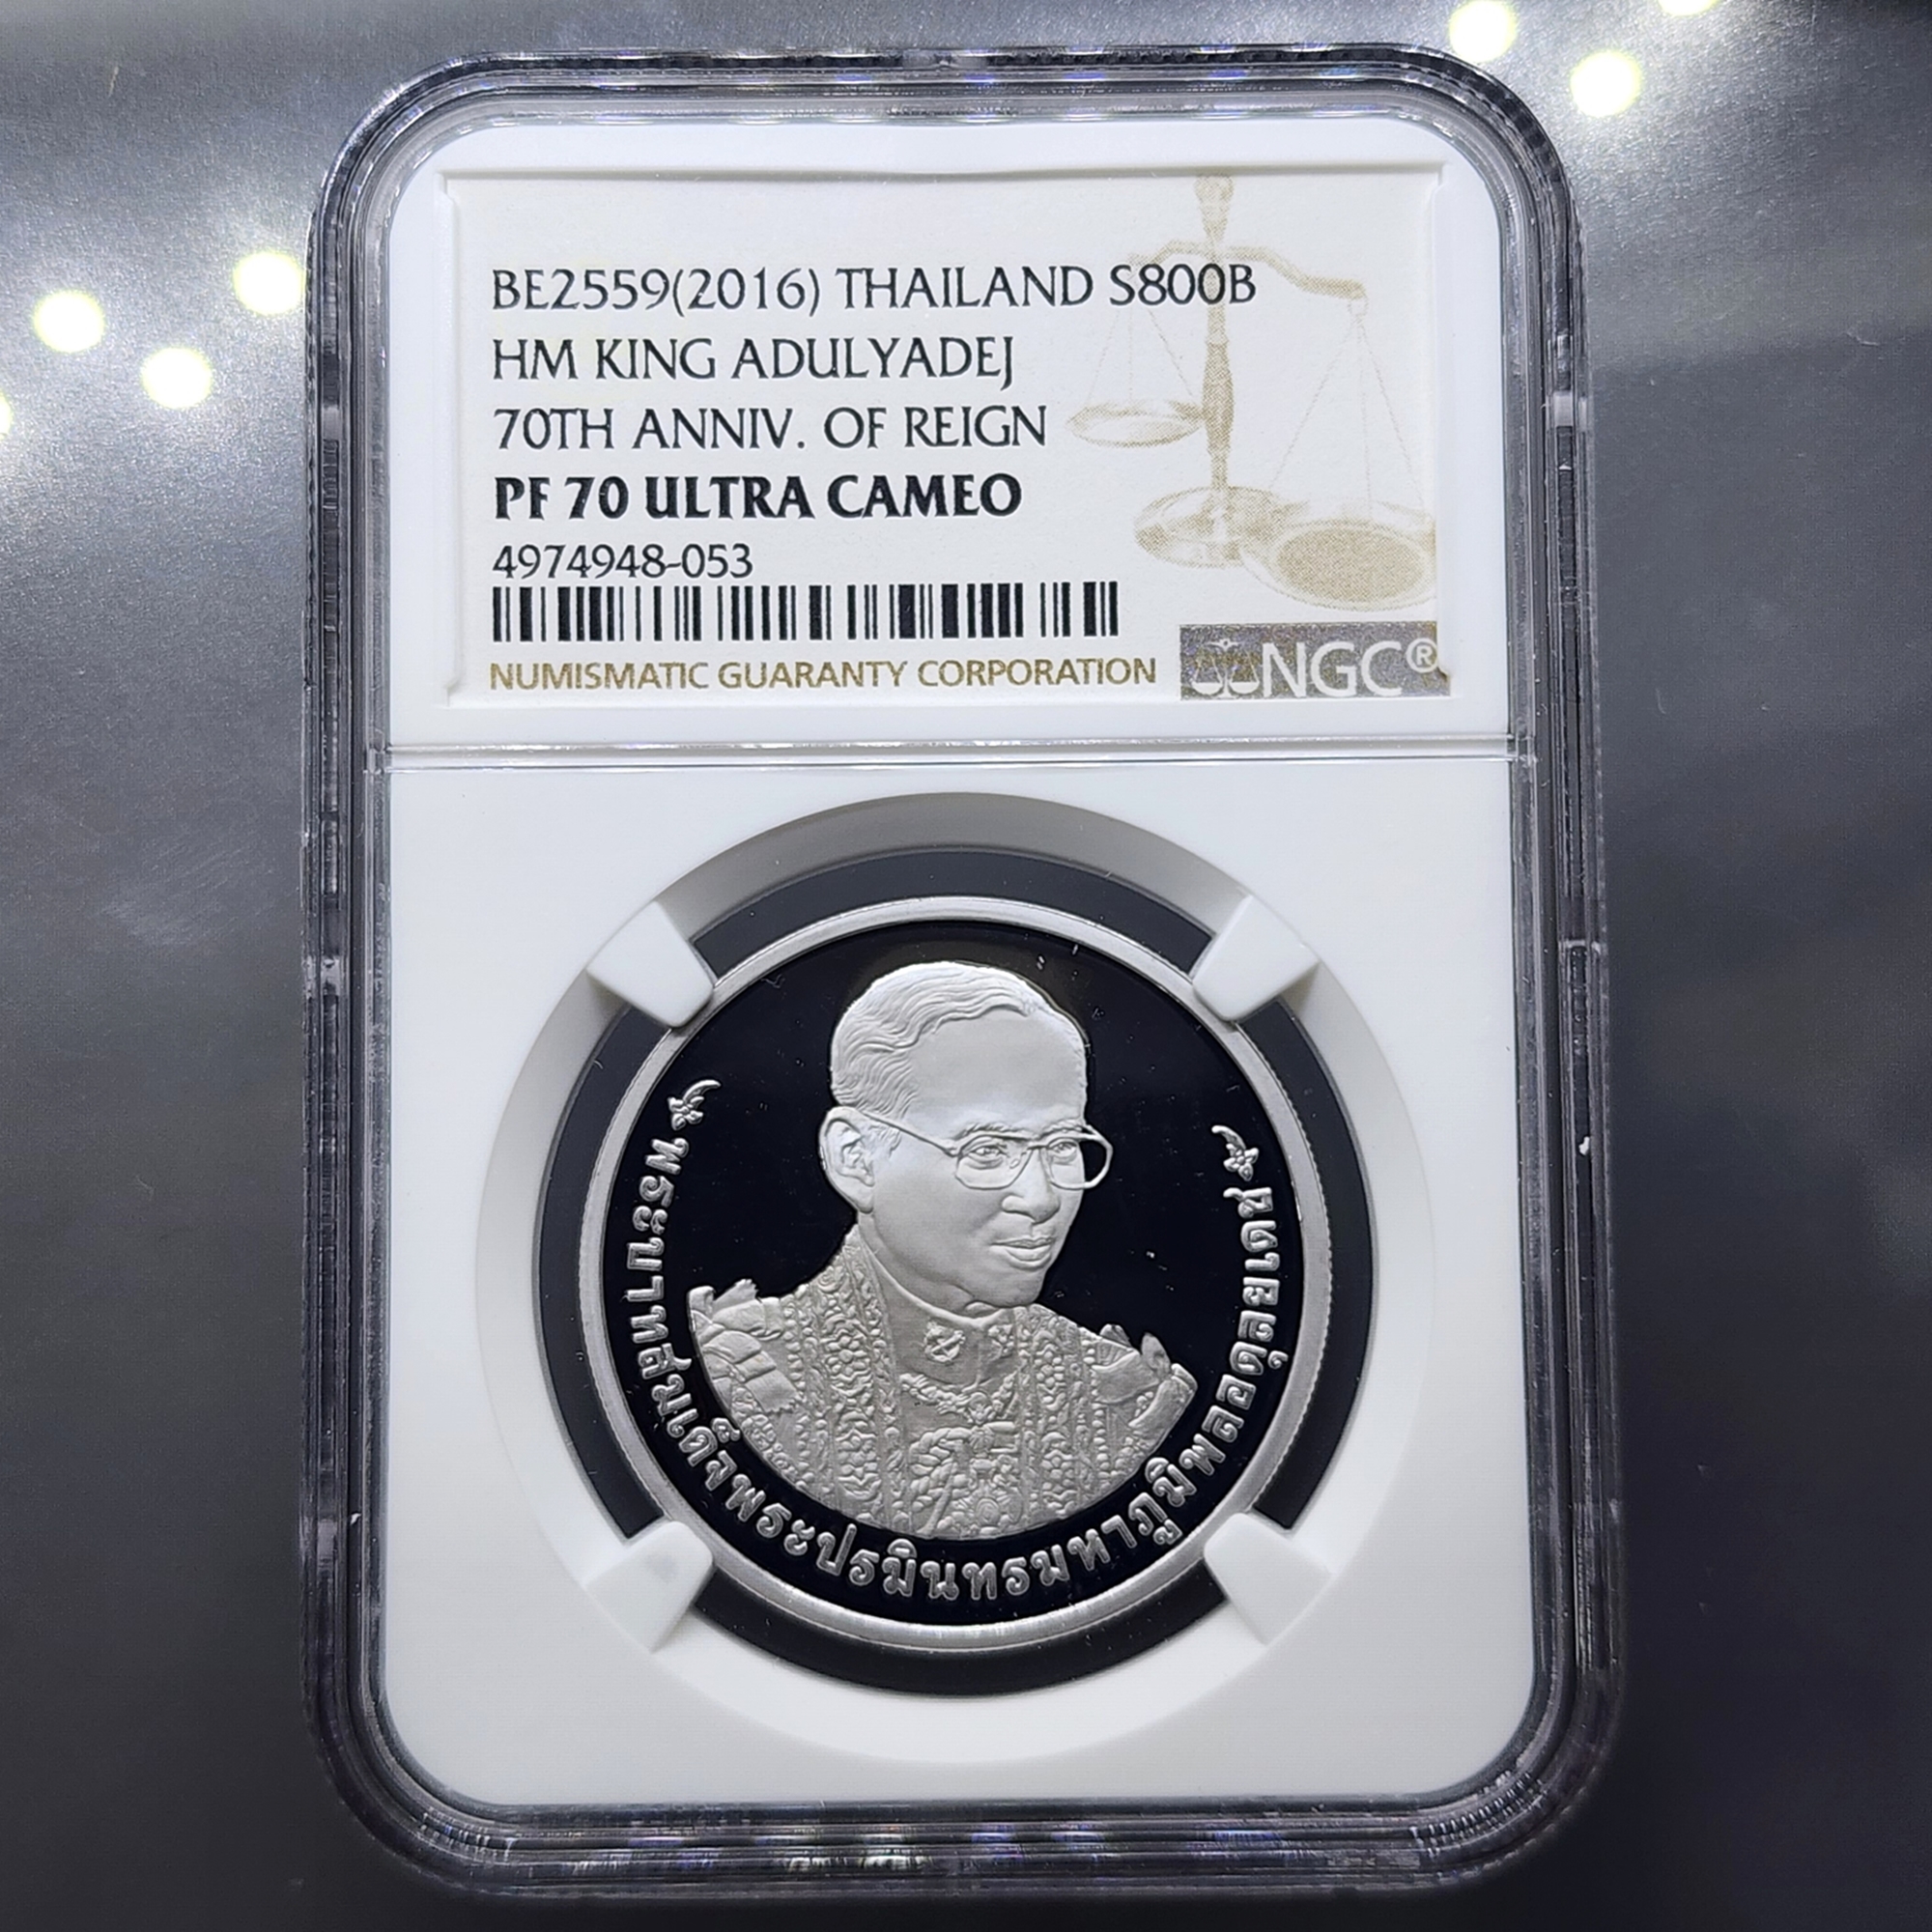 BE2559(2016) THAILAND S800B
HM KING ADULYADEJ
70TH ANNIV. OF REIGN
PF 70 ULTRA CAMEO
4974948-053
NUMISMATIC GUARANTY CORPORATION
NGC®
พระบาทสมเด็จพระปรมินทรมหาภูมิพลอดุลยเดช